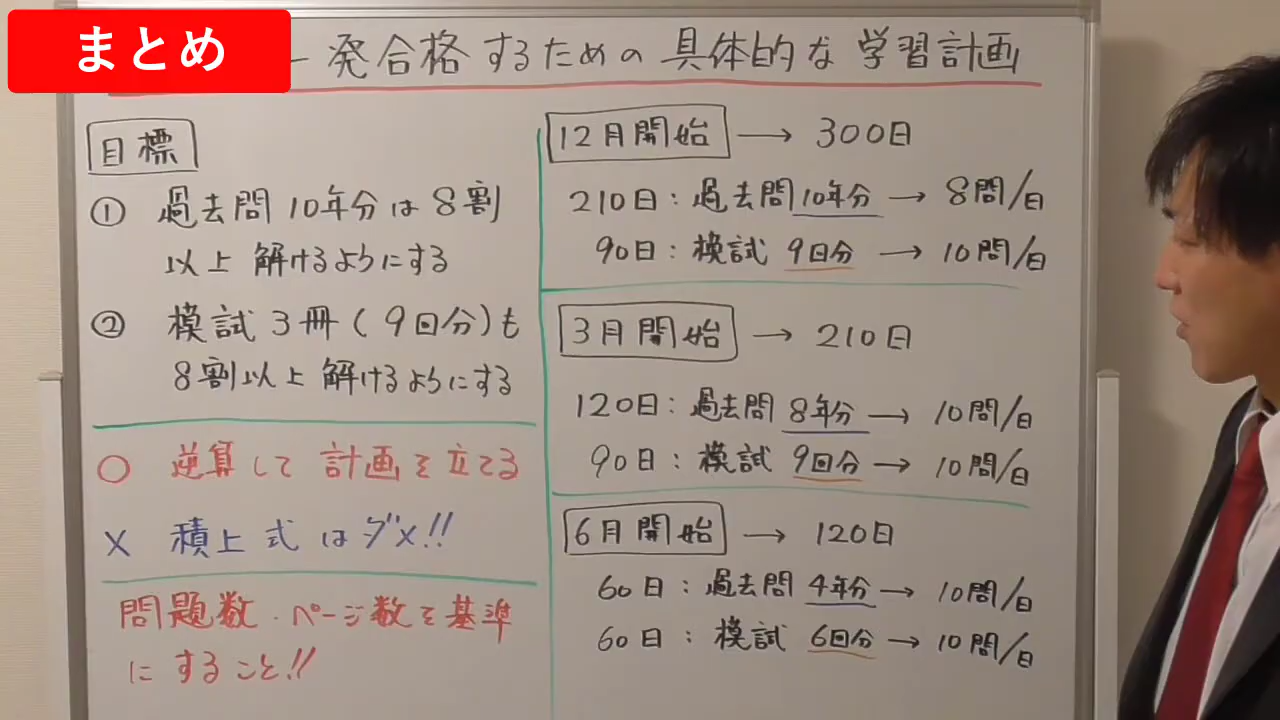 まとめ
一発合格するための具体的な学習計画
目標
① 過去問10年分は8割
以上解けるようにする
② 模試3冊(9回分)も
8割以上解けるようにする
○ 逆算して計画を立てる
× 積上式はダメ!!
問題数・ページ数を基準
にすること!!
12月開始 → 300日
210日:過去問10年分 → 8問/日
90日:模試 9回分 → 10問/日
3月開始 → 210日
120日:過去問 8年分 → 10問/日
90日:模試 9回分 → 10問/日
6月開始 → 120日
60日:過去問 4年分 → 10問/日
60日:模試 6回分 → 10問/日